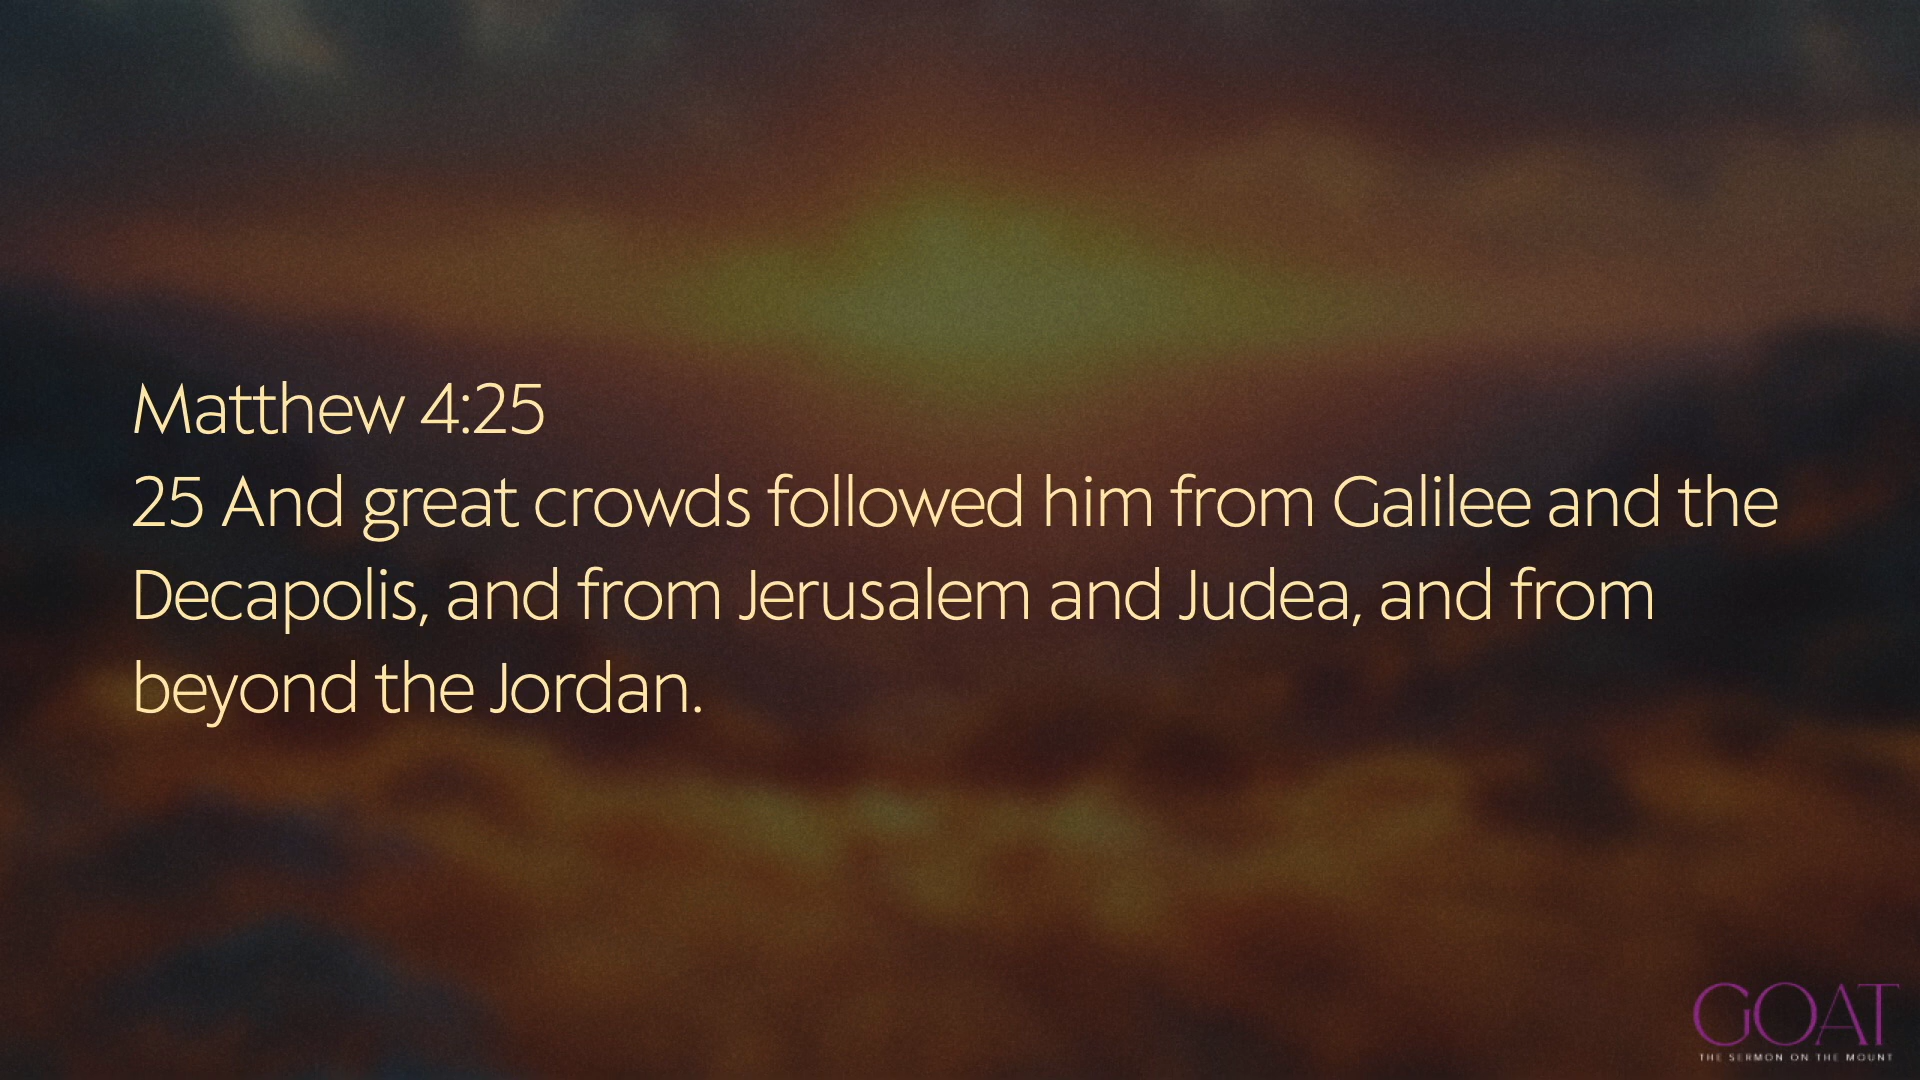 Matthew 4:25
25 And great crowds followed him from Galilee and the
Decapolis, and from Jerusalem and Judea, and from
beyond the Jordan.
GOAT
THE SERMON ON THE MOUNT